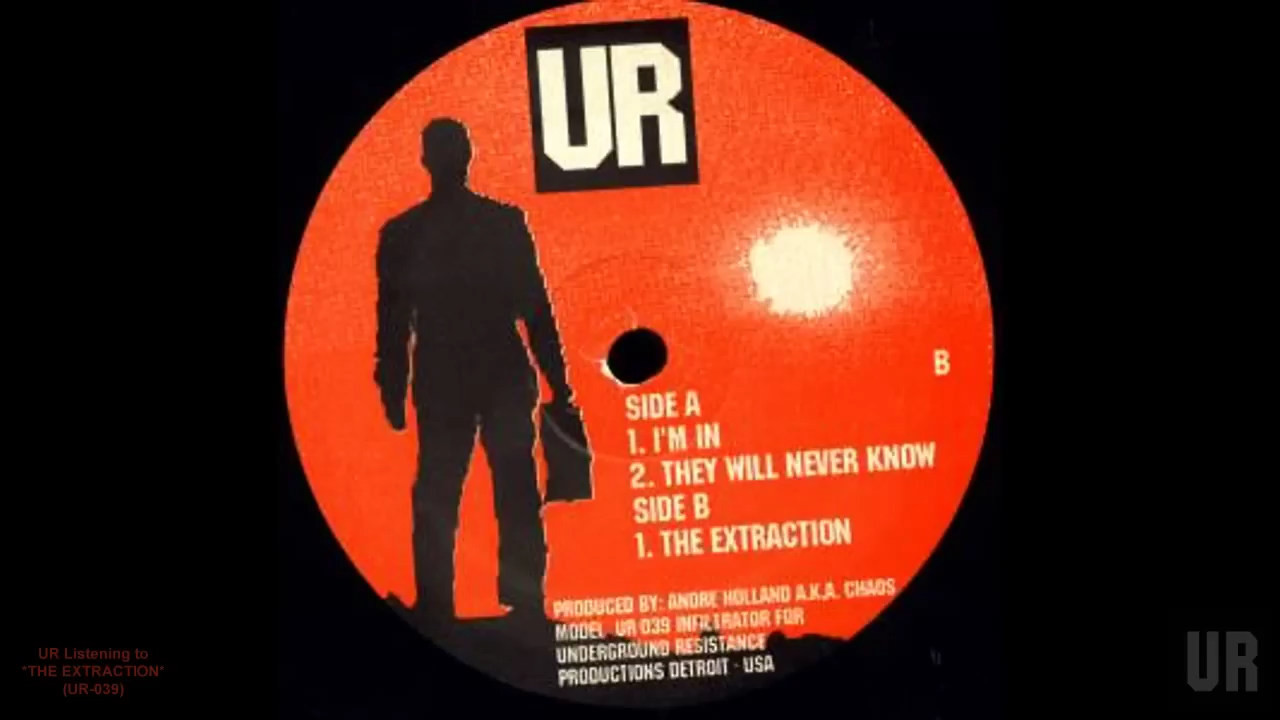 UR
B
SIDE A
1. I'M IN
2. THEY WILL NEVER KNOW
SIDE B
1. THE EXTRACTION
PRODUCED BY: ANDRE HOLLAND A.K.A. CHAOS
MODEL UR 039 INFILTRATOR FOR
UNDERGROUND RESISTANCE
PRODUCTIONS DETROIT - USA
UR Listening to
"THE EXTRACTION"
(UR-039)
UR